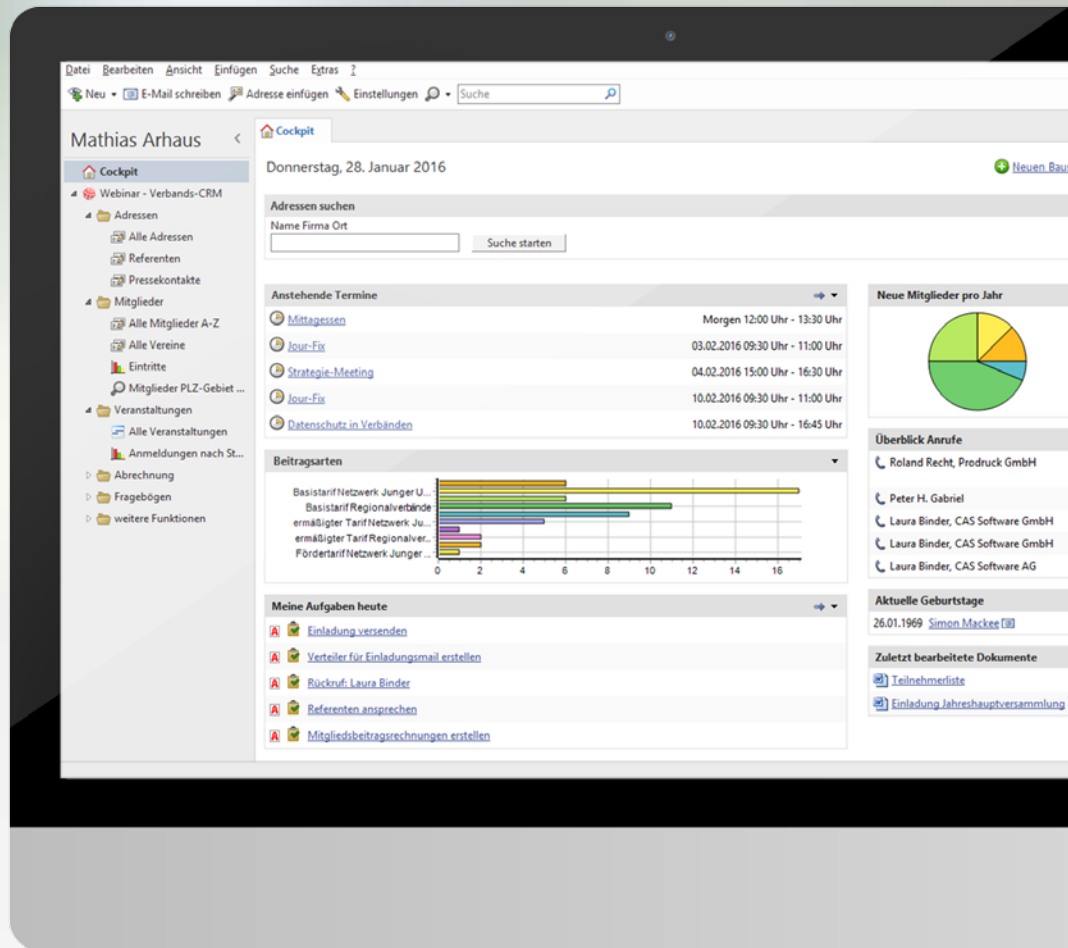 Datei Bearbeiten Ansicht Einfügen Suche Extras ?
Neu E-Mail schreiben Adresse einfügen Einstellungen Suche
Mathias Arhaus
Cockpit
Webinar - Verbands-CRM
Adressen
Alle Adressen
Referenten
Pressekontakte
Mitglieder
Alle Mitglieder A-Z
Alle Vereine
Eintritte
Mitglieder PLZ-Gebiet ...
Veranstaltungen
Alle Veranstaltungen
Anmeldungen nach St...
Abrechnung
Fragebögen
weitere Funktionen
Cockpit
Donnerstag, 28. Januar 2016
Neuen Baus
Adressen suchen
Name Firma Ort
Suche starten
Anstehende Termine
Mittagessen Morgen 12:00 Uhr - 13:30 Uhr
Jour-Fix 03.02.2016 09:30 Uhr - 11:00 Uhr
Strategie-Meeting 04.02.2016 15:00 Uhr - 16:30 Uhr
Jour-Fix 10.02.2016 09:30 Uhr - 11:00 Uhr
Datenschutz in Verbänden 10.02.2016 09:30 Uhr - 16:45 Uhr
Beitragsarten
Basistarif Netzwerk Junger U...
Basistarif Regionalverbände
ermäßigter Tarif Netzwerk Ju...
ermäßigter Tarif Regionalver...
Fördertarif Netzwerk Junger ...
0 2 4 6 8 10 12 14 16
Meine Aufgaben heute
A Einladung versenden
A Verteiler für Einladungsmail erstellen
A Rückruf: Laura Binder
A Referenten ansprechen
A Mitgliedsbeitragsrechnungen erstellen
Neue Mitglieder pro Jahr
Überblick Anrufe
Roland Recht, Prodruck GmbH
Peter H. Gabriel
Laura Binder, CAS Software GmbH
Laura Binder, CAS Software GmbH
Laura Binder, CAS Software AG
Aktuelle Geburtstage
26.01.1969 Simon Mackee
Zuletzt bearbeitete Dokumente
Teilnehmerliste
Einladung Jahreshauptversammlung